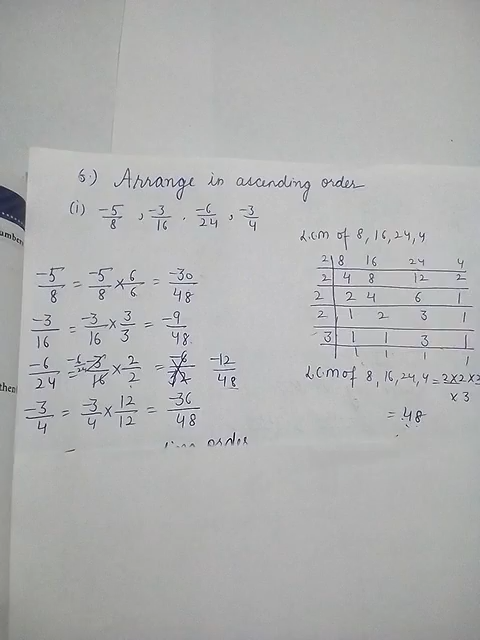 6.) Arrange in ascending order
(i) -5/8 , -3/16 . -6/24 , -3/4
L.C.M of 8, 16, 24, 4
2 | 8 16 24 4
2 | 4 8 12 2
2 | 2 4 6 1
2 | 1 2 3 1
3 | 1 1 3 1
1 1 1 1
L.C.M of 8, 16, 24, 4 = 2×2×2
× 3
= 48
-5/8 = -5/8 × 6/6 = -30/48
-3/16 = -3/16 × 3/3 = -9/48
-6/24 = -6/24 × 2/2 = -12/48
-3/4 = -3/4 × 12/12 = -36/48
order